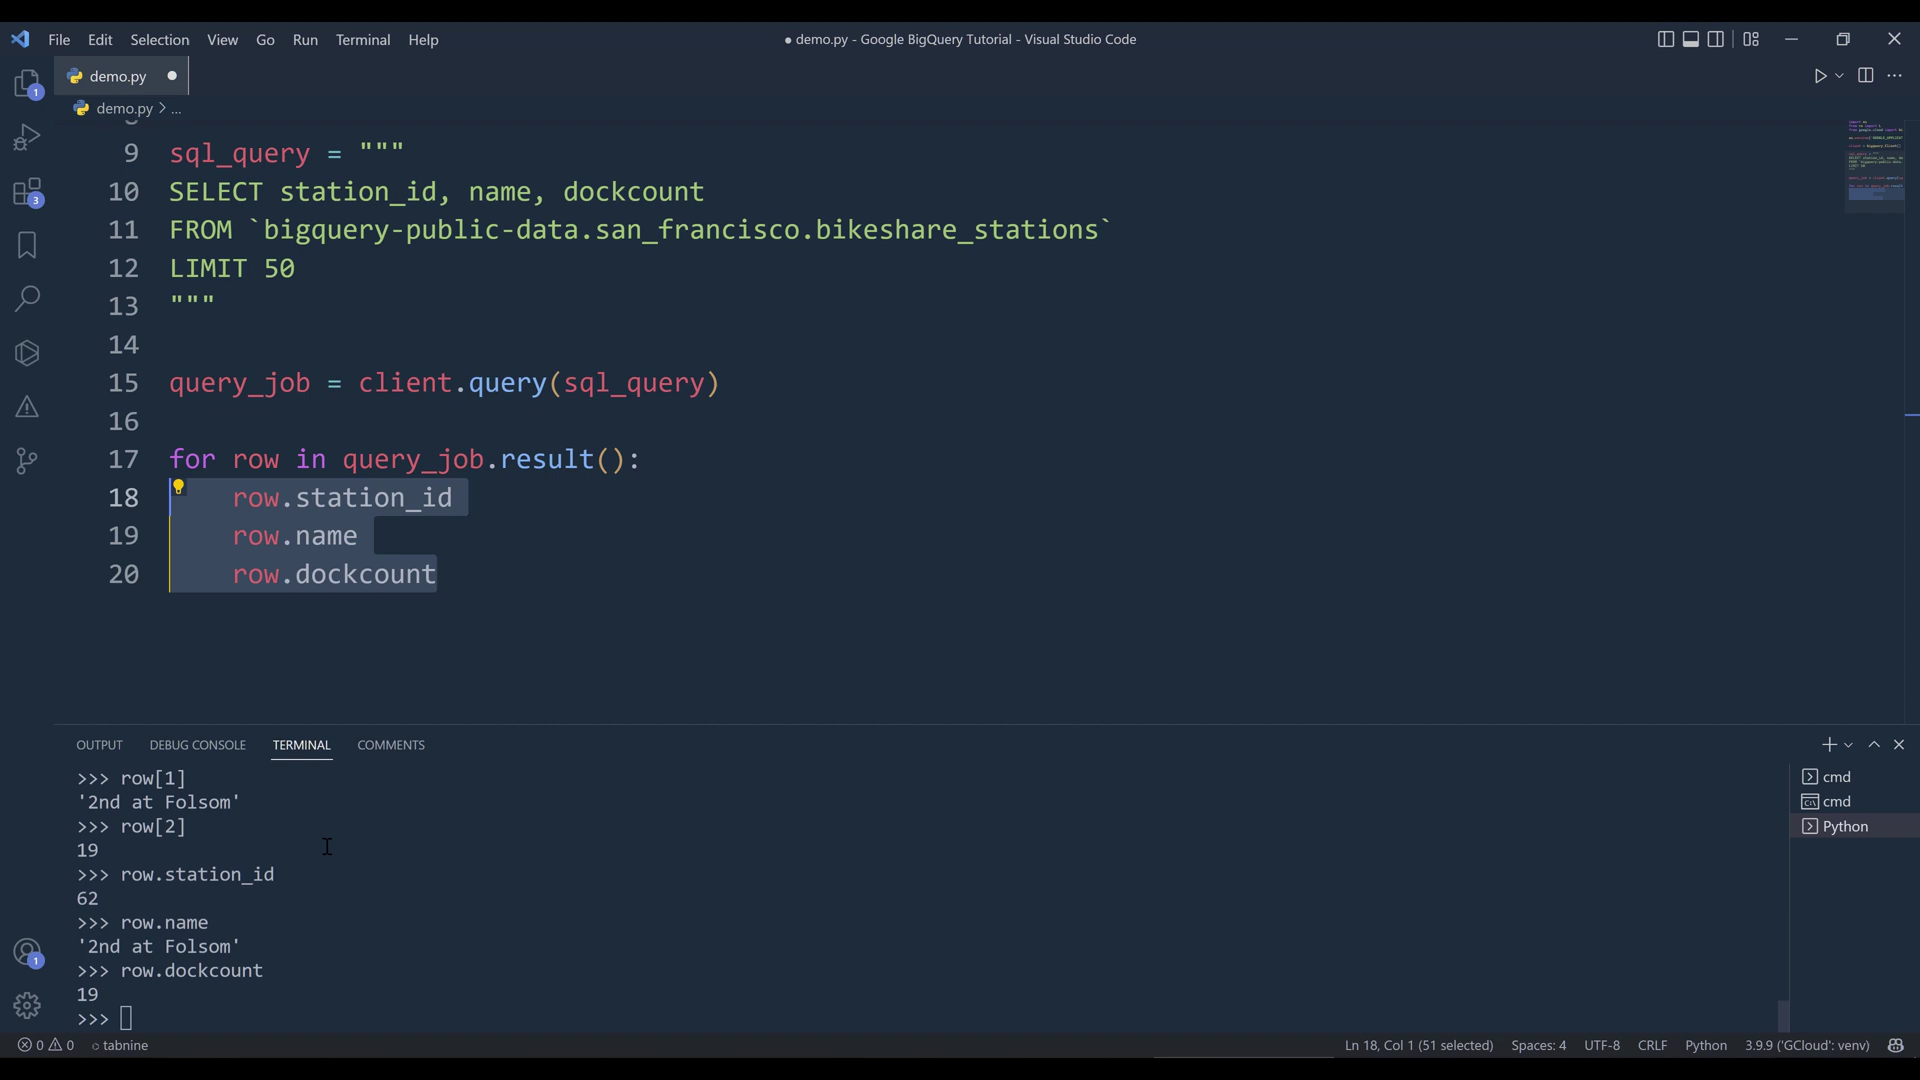 File Edit Selection View Go Run Terminal Help
● demo.py - Google BigQuery Tutorial - Visual Studio Code
demo.py
demo.py > ...
9 sql_query = """
10 SELECT station_id, name, dockcount
11 FROM `bigquery-public-data.san_francisco.bikeshare_stations`
12 LIMIT 50
13 """
14
15 query_job = client.query(sql_query)
16
17 for row in query_job.result():
18 row.station_id
19 row.name
20 row.dockcount
1
3
1
OUTPUT DEBUG CONSOLE TERMINAL COMMENTS
>>> row[1]
'2nd at Folsom'
>>> row[2]
19
>>> row.station_id
62
>>> row.name
'2nd at Folsom'
>>> row.dockcount
19
>>>
cmd
cmd
Python
0 0 tabnine
Ln 18, Col 1 (51 selected) Spaces: 4 UTF-8 CRLF Python 3.9.9 ('GCloud': venv)